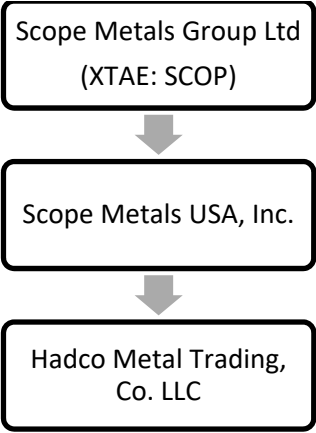 Scope Metals Group Ltd
(XTAE: SCOP)
Scope Metals USA, Inc.
Hadco Metal Trading,
Co. LLC